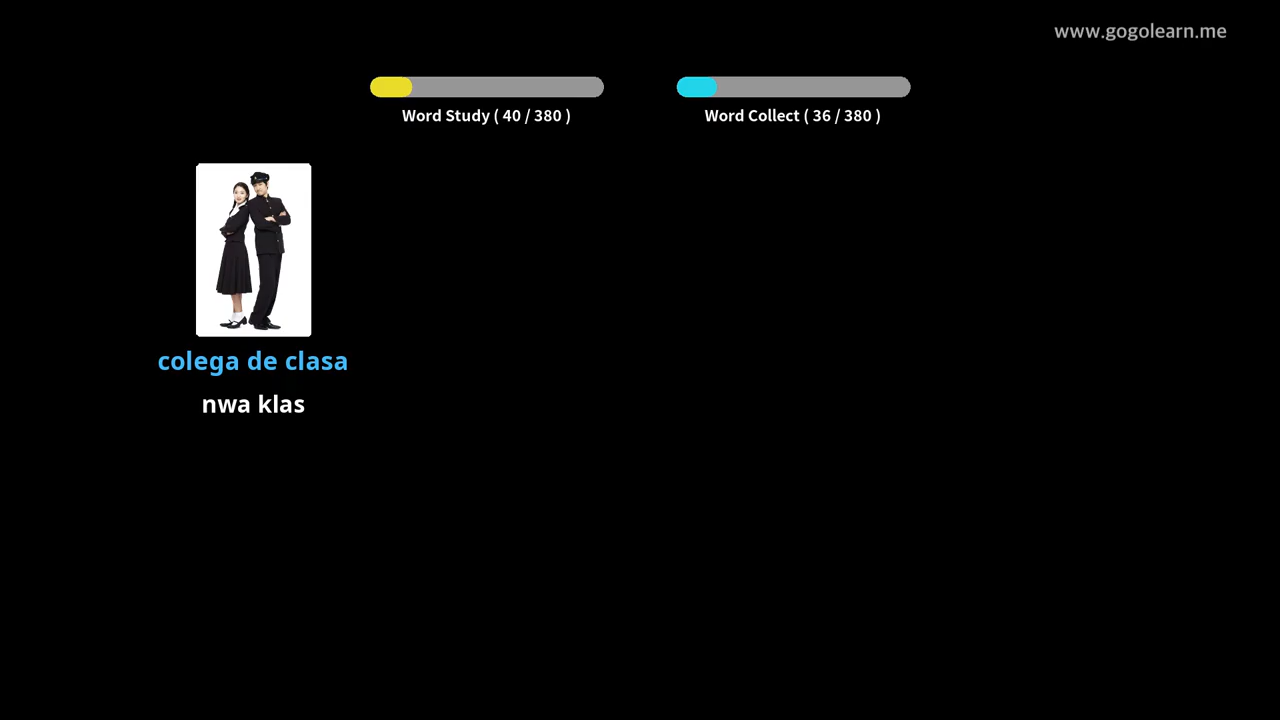 www.gogolearn.me
Word Study ( 40 / 380 )
Word Collect ( 36 / 380 )
colega de clasa
nwa klas